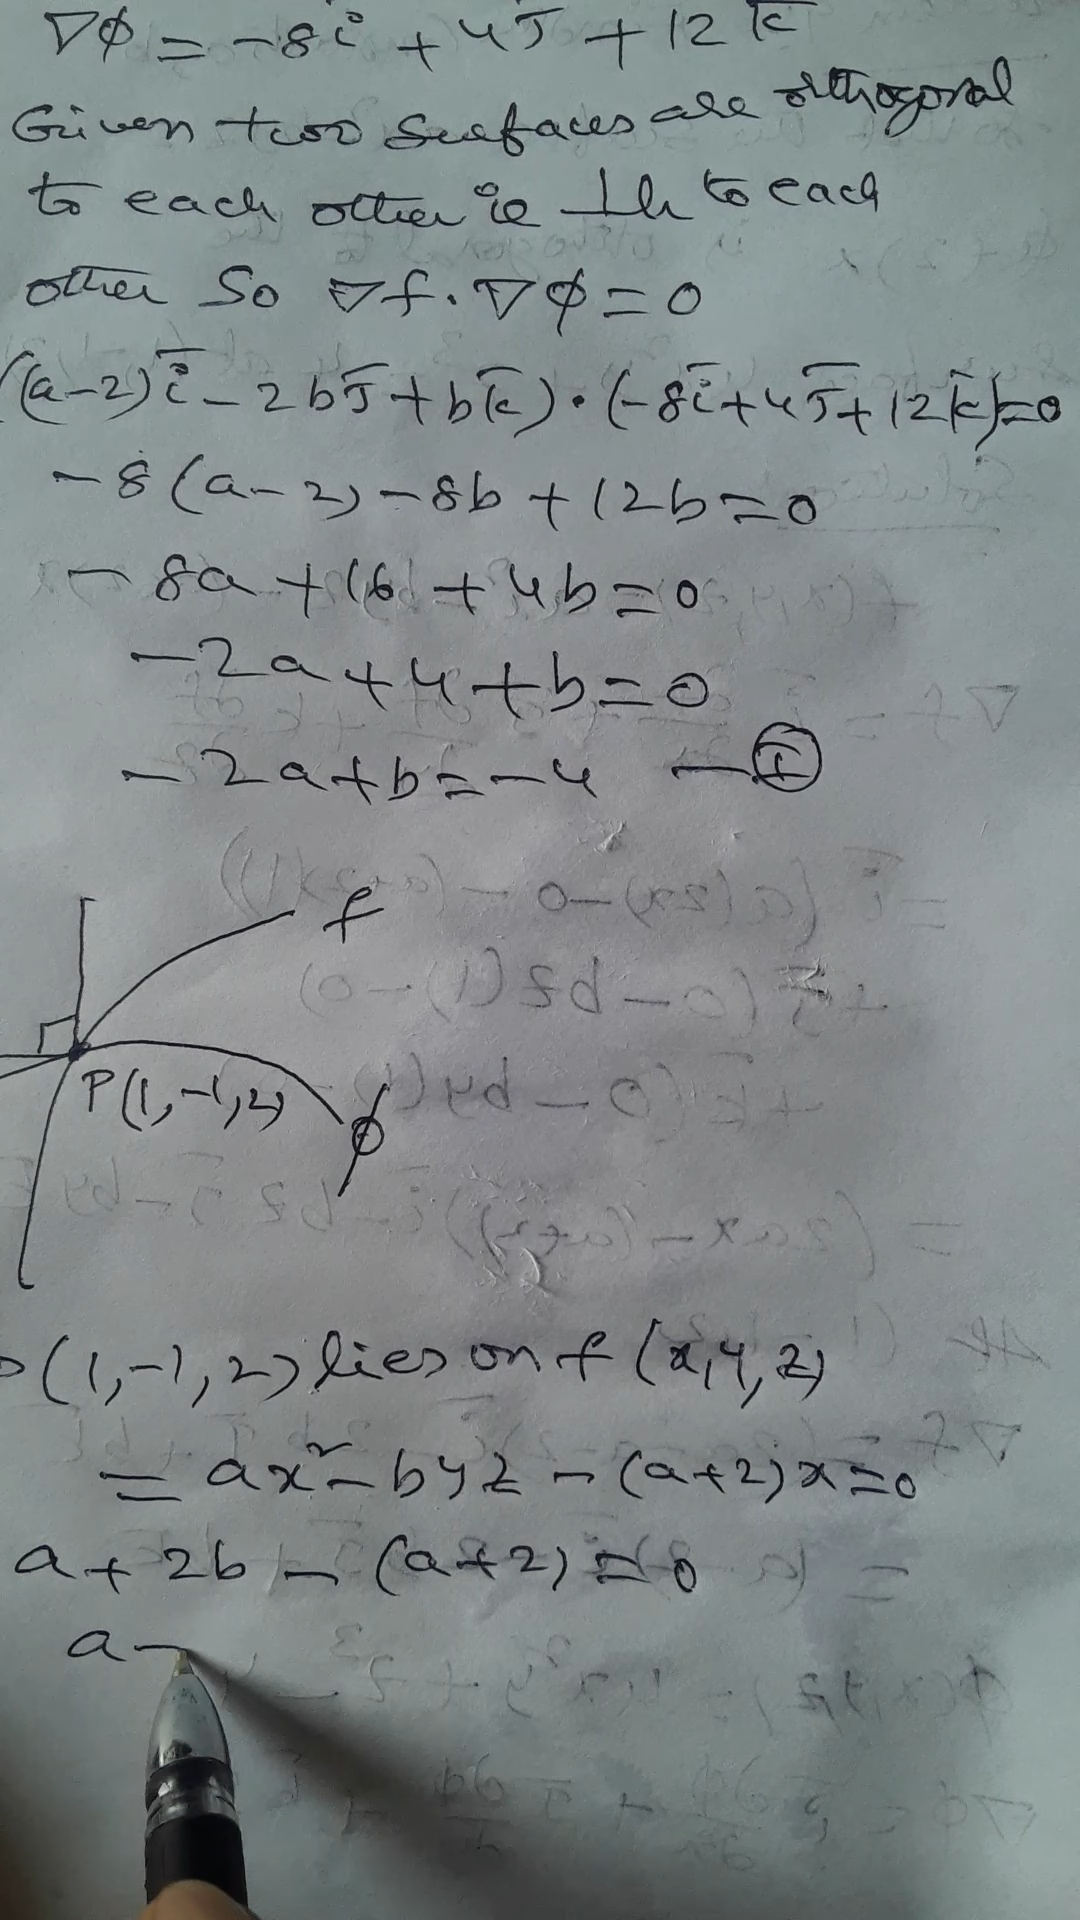 ∇φ = -8i + 4j + 12k̄
Given two surfaces are orthogonal
to each other ie ⊥lr to each
other So ∇f·∇φ = 0
((a-2)i̅ - 2bj̅ + bk̅)·(-8i̅ + 4j̅ + 12k̅) = 0
-8(a-2) - 8b + 12b = 0
-8a + 16 + 4b = 0
-2a + 4 + b = 0
-2a + b = -4 — Ⓘ
f
P(1,-1,2)
φ
(1,-1,2) lies on f(x,y,z)
= ax² - byz - (a+2)x = 0
a + 2b - (a+2) = 0
a -